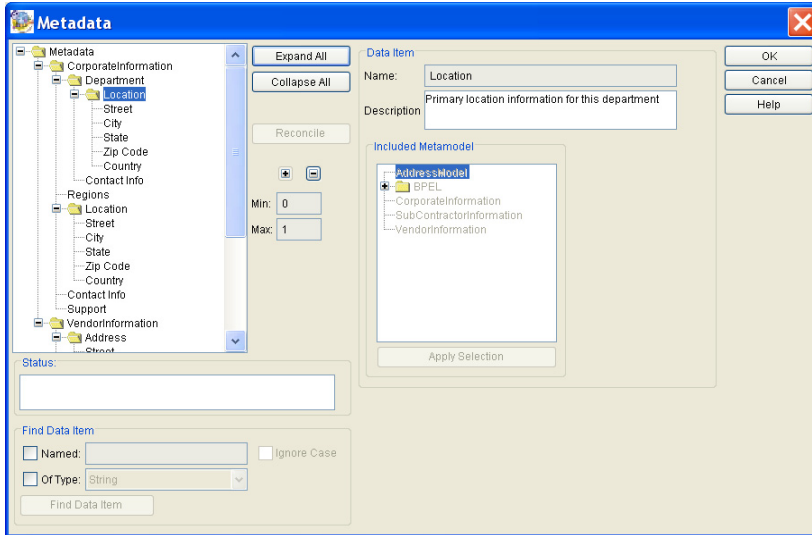 Metadata
Metadata
CorporateInformation
Department
Location
Street
City
State
Zip Code
Country
Contact Info
Regions
Location
Street
City
State
Zip Code
Country
Contact Info
Support
VendorInformation
Address
Street
Expand All
Collapse All
Reconcile
Min: 0
Max: 1
Data Item
Name: Location
Description Primary location information for this department
Included Metamodel
AddressModel
BPEL
CorporateInformation
SubContractorInformation
VendorInformation
Apply Selection
OK
Cancel
Help
Status:
Find Data Item
Named:
Ignore Case
Of Type: String
Find Data Item